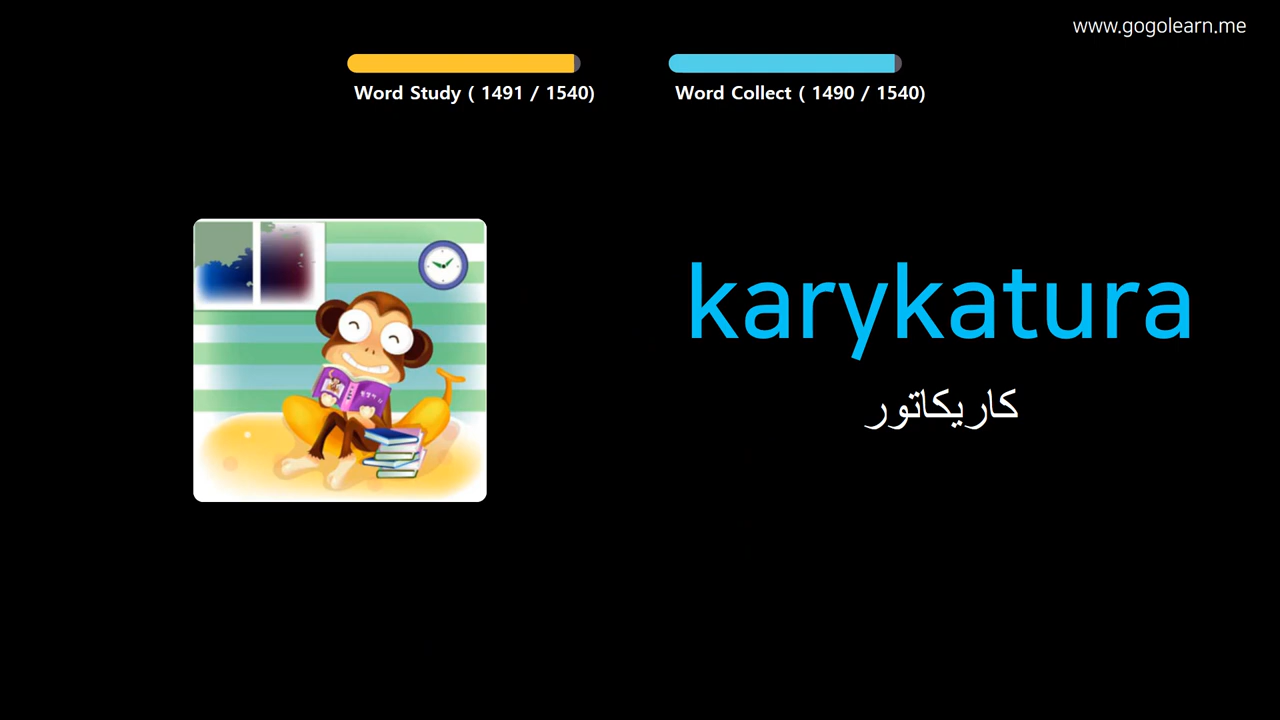 www.gogolearn.me
Word Study ( 1491 / 1540)
Word Collect ( 1490 / 1540)
karykatura
کاریکاتور